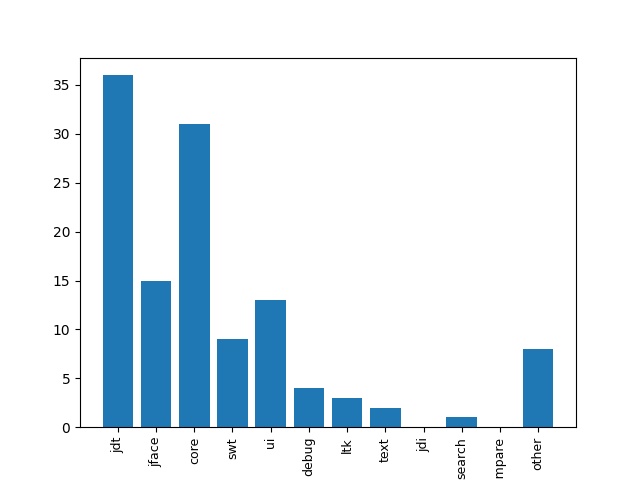 35
30
25
20
15
10
5
0
jdt
jface
core
swt
ui
debug
ltk
text
jdi
search
mpare
other